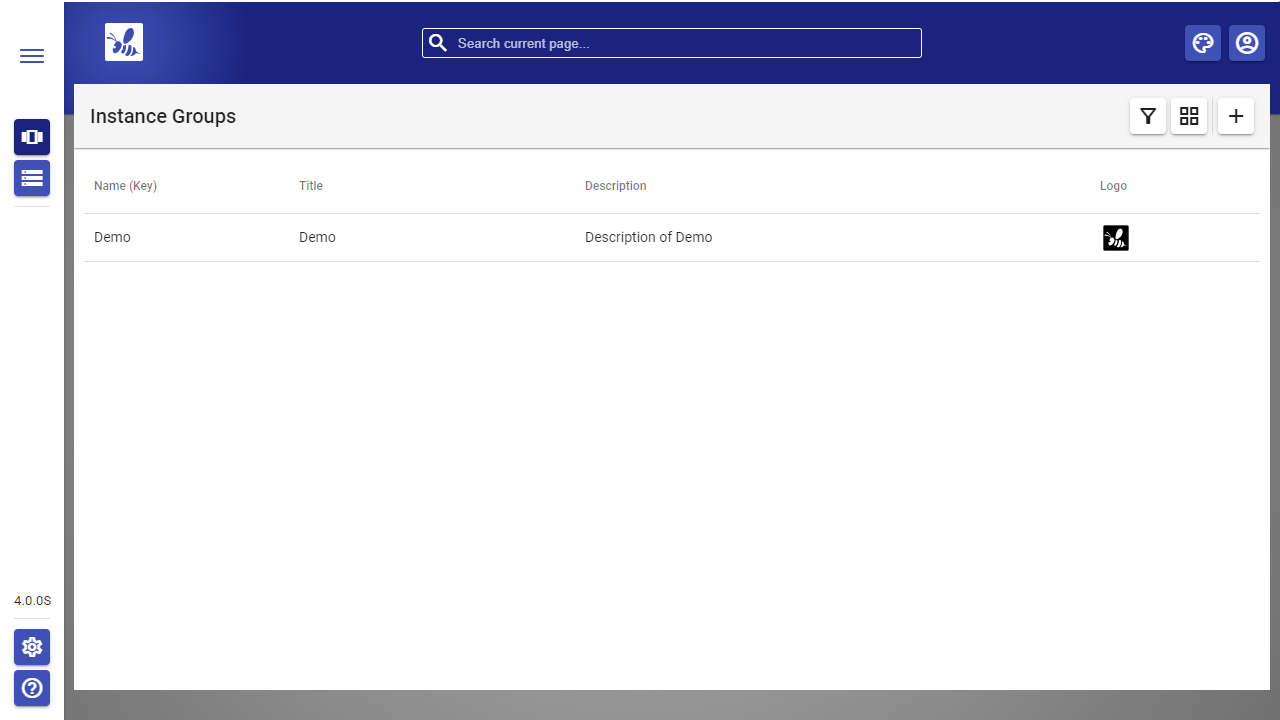 Search current page...
Instance Groups
Name (Key) Title Description Logo
Demo Demo Description of Demo
4.0.0S